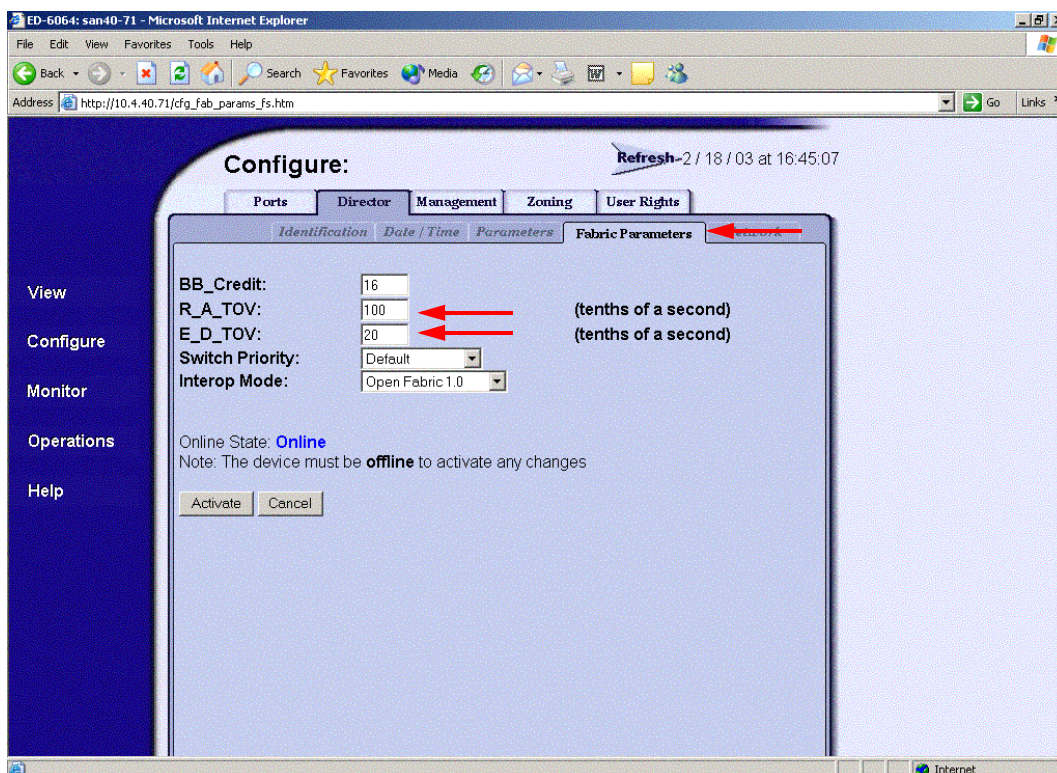 ED-6064: san40-71 - Microsoft Internet Explorer
File Edit View Favorites Tools Help
Back Search Favorites Media
Address http://10.4.40.71/cfg_fab_params_fs.htm Go Links
Configure:
Refresh 2 / 18 / 03 at 16:45:07
Ports Director Management Zoning User Rights
Identification Date / Time Parameters Fabric Parameters Network
View
Configure
Monitor
Operations
Help
BB_Credit: 16
R_A_TOV: 100 (tenths of a second)
E_D_TOV: 20 (tenths of a second)
Switch Priority: Default
Interop Mode: Open Fabric 1.0
Online State: Online
Note: The device must be offline to activate any changes
Activate Cancel
Internet